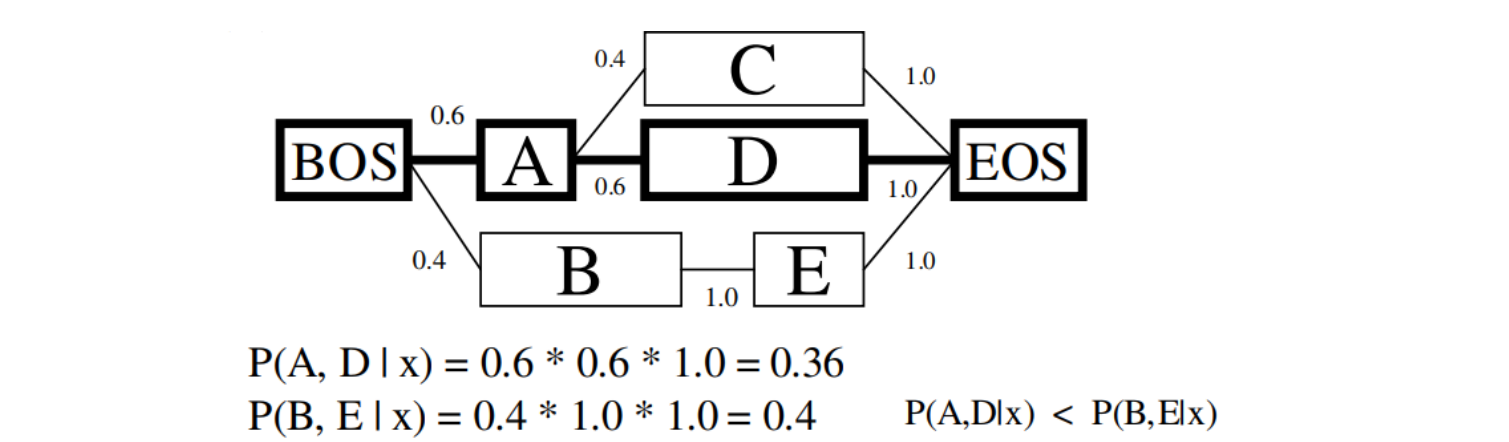 C
0.4
1.0
0.6
BOS
A
D
EOS
0.6
1.0
B
E
0.4
1.0
1.0
P(A, D | x) = 0.6 * 0.6 * 1.0 = 0.36
P(B, E | x) = 0.4 * 1.0 * 1.0 = 0.4
P(A,D|x) < P(B,E|x)